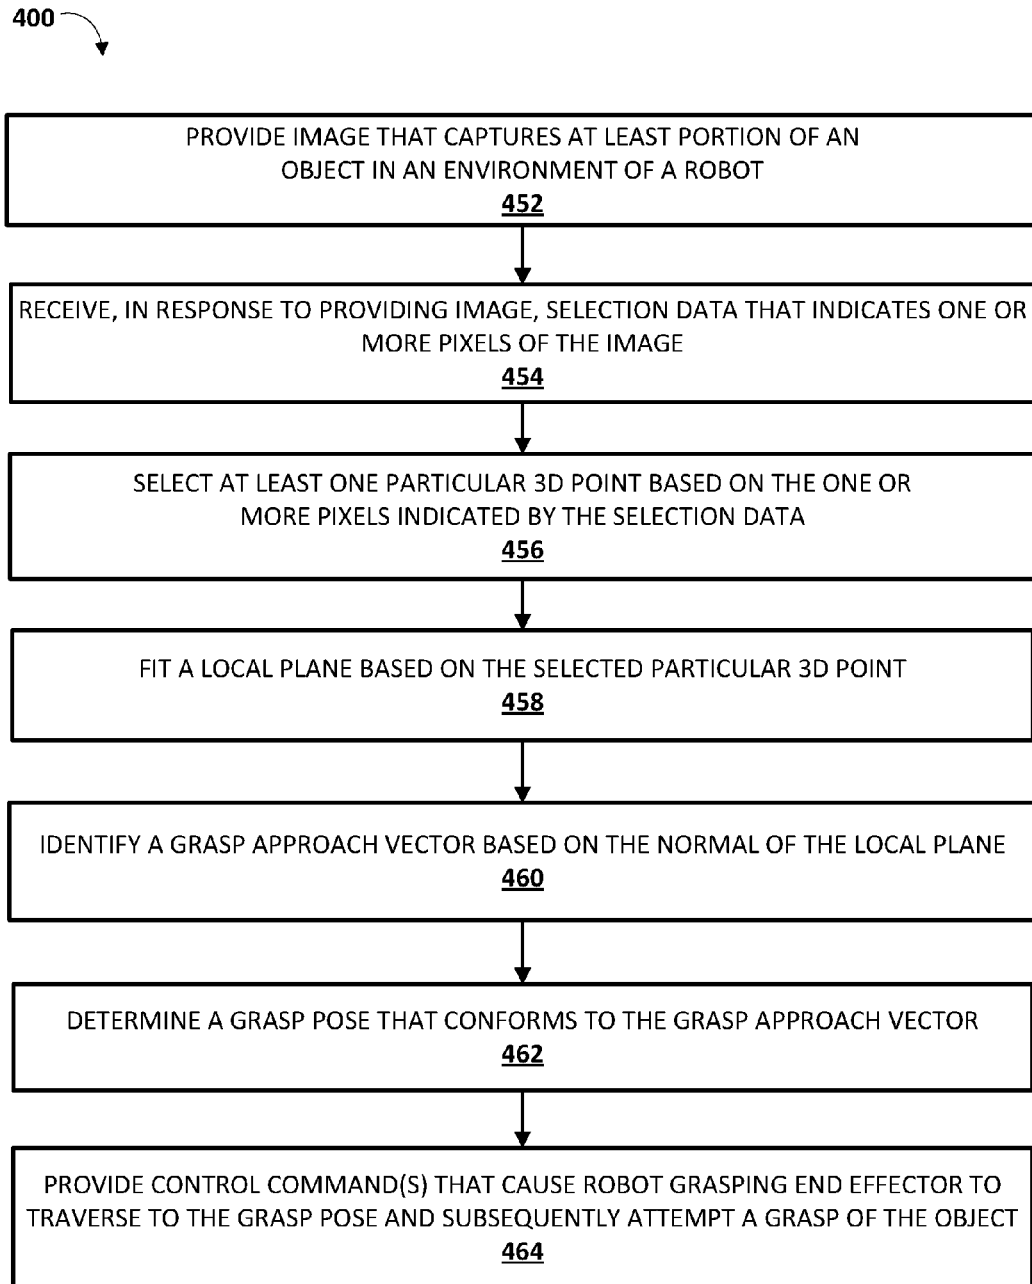 400
PROVIDE IMAGE THAT CAPTURES AT LEAST PORTION OF AN
OBJECT IN AN ENVIRONMENT OF A ROBOT
452
RECEIVE, IN RESPONSE TO PROVIDING IMAGE, SELECTION DATA THAT INDICATES ONE OR
MORE PIXELS OF THE IMAGE
454
SELECT AT LEAST ONE PARTICULAR 3D POINT BASED ON THE ONE OR
MORE PIXELS INDICATED BY THE SELECTION DATA
456
FIT A LOCAL PLANE BASED ON THE SELECTED PARTICULAR 3D POINT
458
IDENTIFY A GRASP APPROACH VECTOR BASED ON THE NORMAL OF THE LOCAL PLANE
460
DETERMINE A GRASP POSE THAT CONFORMS TO THE GRASP APPROACH VECTOR
462
PROVIDE CONTROL COMMAND(S) THAT CAUSE ROBOT GRASPING END EFFECTOR TO
TRAVERSE TO THE GRASP POSE AND SUBSEQUENTLY ATTEMPT A GRASP OF THE OBJECT
464